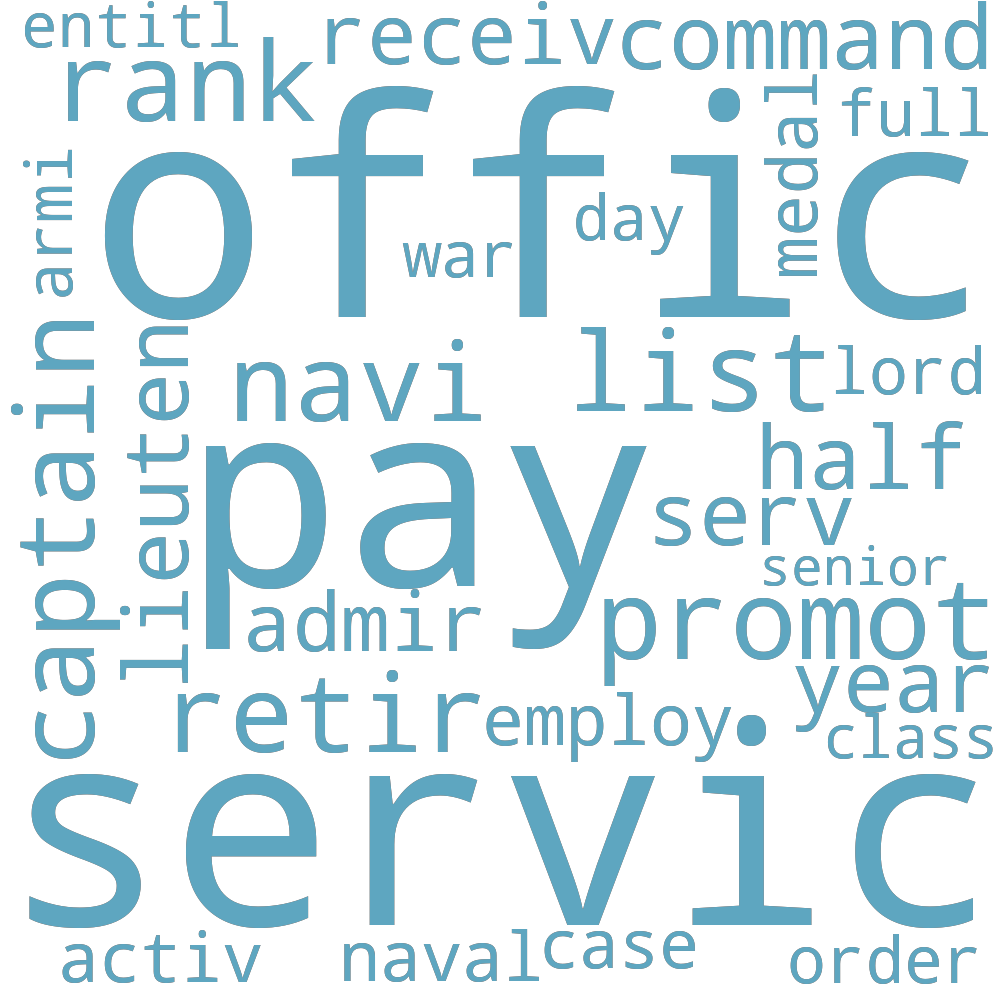 entitl
receiv
command
rank
offic
medal
full
armi
day
war
captain
lieuten
navi
list
lord
pay
half
serv
senior
admir
promot
year
retir
employ
class
servic
activ
naval
case
order